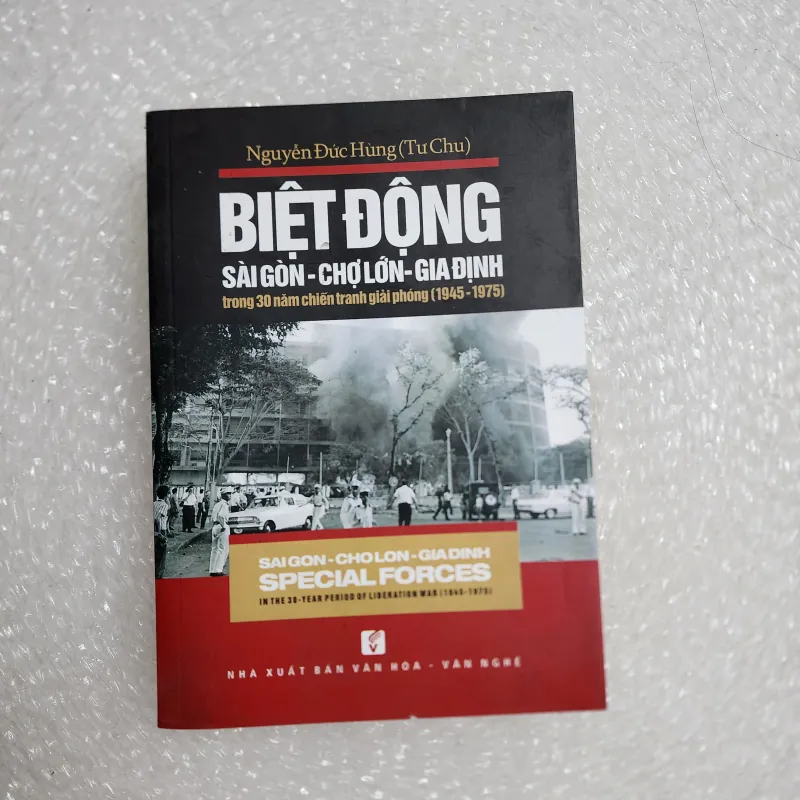 Nguyễn Đức Hùng (Tư Chu)
BIỆT ĐỘNG
SÀI GÒN - CHỢ LỚN - GIA ĐỊNH
trong 30 năm chiến tranh giải phóng (1945 - 1975)
SAI GON - CHO LON - GIA DINH
SPECIAL FORCES
IN THE 30-YEAR PERIOD OF LIBERATION WAR (1945-1975)
V
NHÀ XUẤT BẢN VĂN HÓA - VĂN NGHỆ